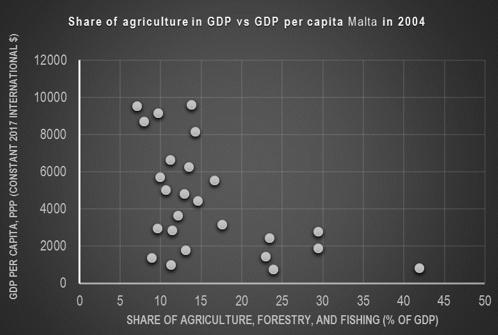 Share of agriculture in GDP vs GDP per capita Malta in 2004
GDP PER CAPITA, PPP (CONSTANT 2017 INTERNATIONAL $)
12000
10000
8000
6000
4000
2000
0
0 5 10 15 20 25 30 35 40 45 50
SHARE OF AGRICULTURE, FORESTRY, AND FISHING (% OF GDP)